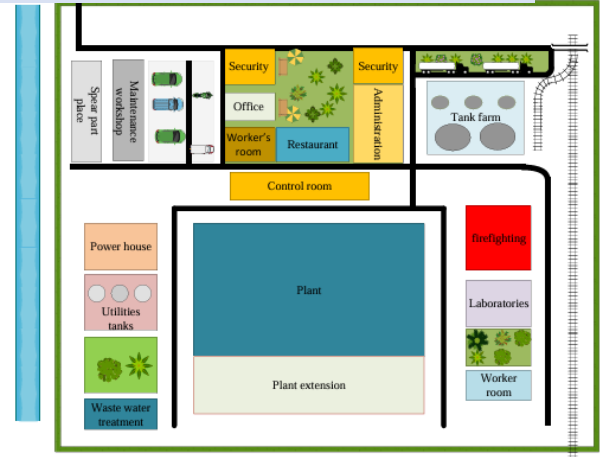 Security
Security
Spear part
place
Maintenance
workshop
Office
Administration
Tank farm
Worker's
room
Restaurant
Control room
Power house
firefighting
Plant
Utilities
tanks
Laboratories
Plant extension
Worker
room
Waste water
treatment